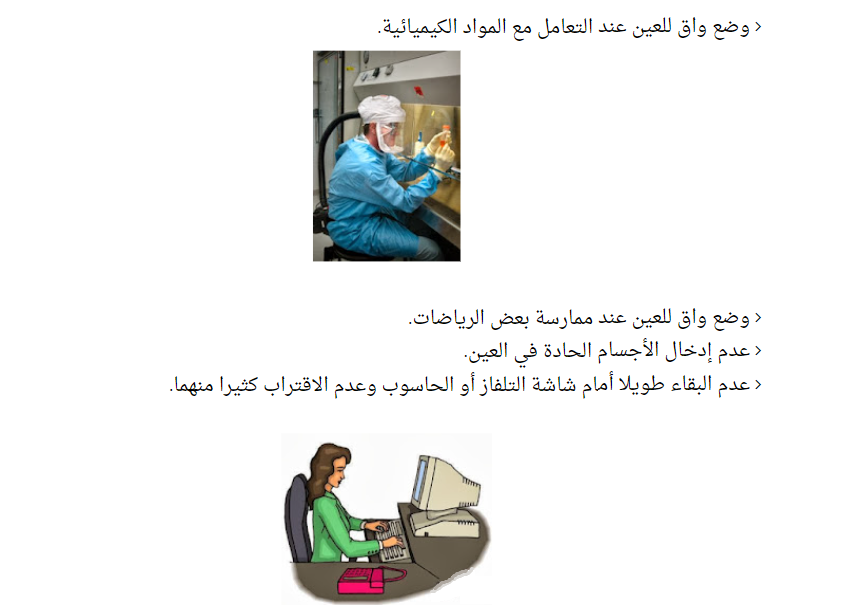 › وضع واق للعين عند التعامل مع المواد الكيميائية.
› وضع واق للعين عند ممارسة بعض الرياضات.
› عدم إدخال الأجسام الحادة في العين.
› عدم البقاء طويلا أمام شاشة التلفاز أو الحاسوب وعدم الاقتراب كثيرا منهما.